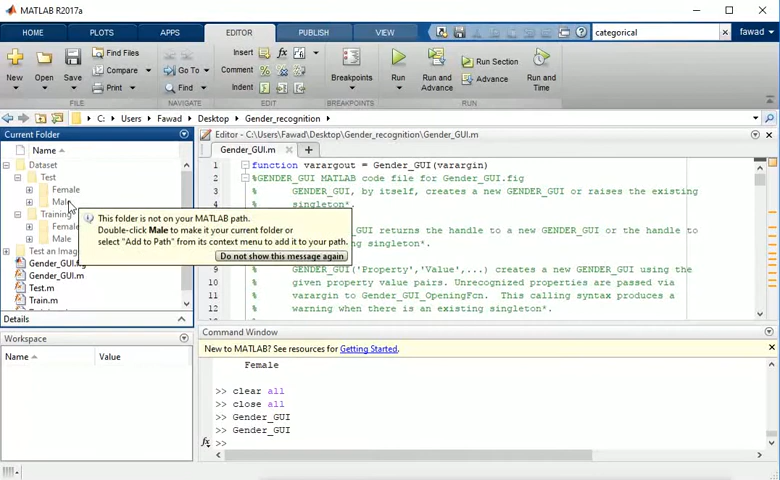 MATLAB R2017a
HOME PLOTS APPS EDITOR PUBLISH VIEW categorical fawad
New Open Save Find Files Compare Print Go To Find Insert Comment Indent fx Breakpoints Run Run and Advance Run Section Advance Run and Time
FILE NAVIGATE EDIT BREAKPOINTS RUN
C: Users Fawad Desktop Gender_recognition
Current Folder
Name
Dataset
Test
Female
Male
Training
Female
Male
Test an Imag
Gender_GUI.fig
Gender_GUI.m
Test.m
Train.m
Details
Workspace
Name Value
This folder is not on your MATLAB path.
Double-click Male to make it your current folder or
select "Add to Path" from its context menu to add it to your path.
Do not show this message again
Editor - C:\Users\Fawad\Desktop\Gender_recognition\Gender_GUI.m
Gender_GUI.m
1 function varargout = Gender_GUI(varargin)
2 %GENDER_GUI MATLAB code file for Gender_GUI.fig
3 % GENDER_GUI, by itself, creates a new GENDER_GUI or raises the existing
4 % singleton*.
GUI returns the handle to a new GENDER_GUI or the handle to
ngleton*.
GUI('Property','Value',...) creates a new GENDER_GUI using the
10 % given property value pairs. Unrecognized properties are passed via
11 % varargin to Gender_GUI_OpeningFcn. This calling syntax produces a
12 % warning when there is an existing singleton*.
Command Window
New to MATLAB? See resources for Getting Started.
Female
>> clear all
>> close all
>> Gender_GUI
>> Gender_GUI
fx >>